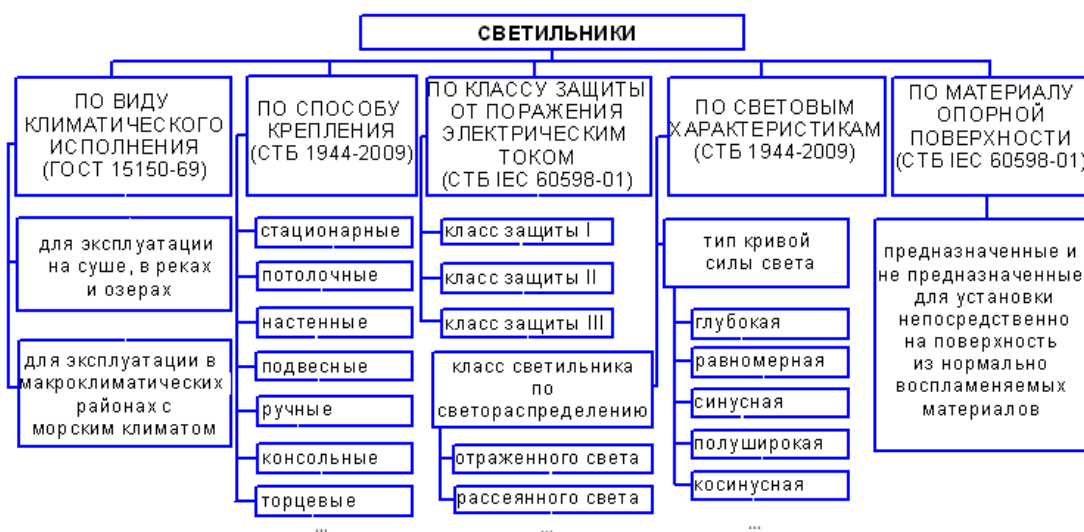 СВЕТИЛЬНИКИ
ПО ВИДУ
КЛИМАТИЧЕСКОГО
ИСПОЛНЕНИЯ
(ГОСТ 15150-69)
для эксплуатации
на суше, в реках
и озерах
для эксплуатации в
макроклиматических
районах с
морским климатом
ПО СПОСОБУ
КРЕПЛЕНИЯ
(СТБ 1944-2009)
стационарные
потолочные
настенные
подвесные
ручные
консольные
торцевые
...
ПО КЛАССУ ЗАЩИТЫ
ОТ ПОРАЖЕНИЯ
ЭЛЕКТРИЧЕСКИМ
ТОКОМ
(СТБ IEC 60598-01)
класс защиты I
класс защиты II
класс защиты III
ПО СВЕТОВЫМ
ХАРАКТЕРИСТИКАМ
(СТБ 1944-2009)
класс светильника
по
светораспределению
отраженного света
рассеянного света
...
тип кривой
силы света
глубокая
равномерная
синусная
полуширокая
косинусная
...
ПО МАТЕРИАЛУ
ОПОРНОЙ
ПОВЕРХНОСТИ
(СТБ IEC 60598-01)
предназначенные и
не предназначенные
для установки
непосредственно
на поверхность
из нормально
воспламеняемых
материалов